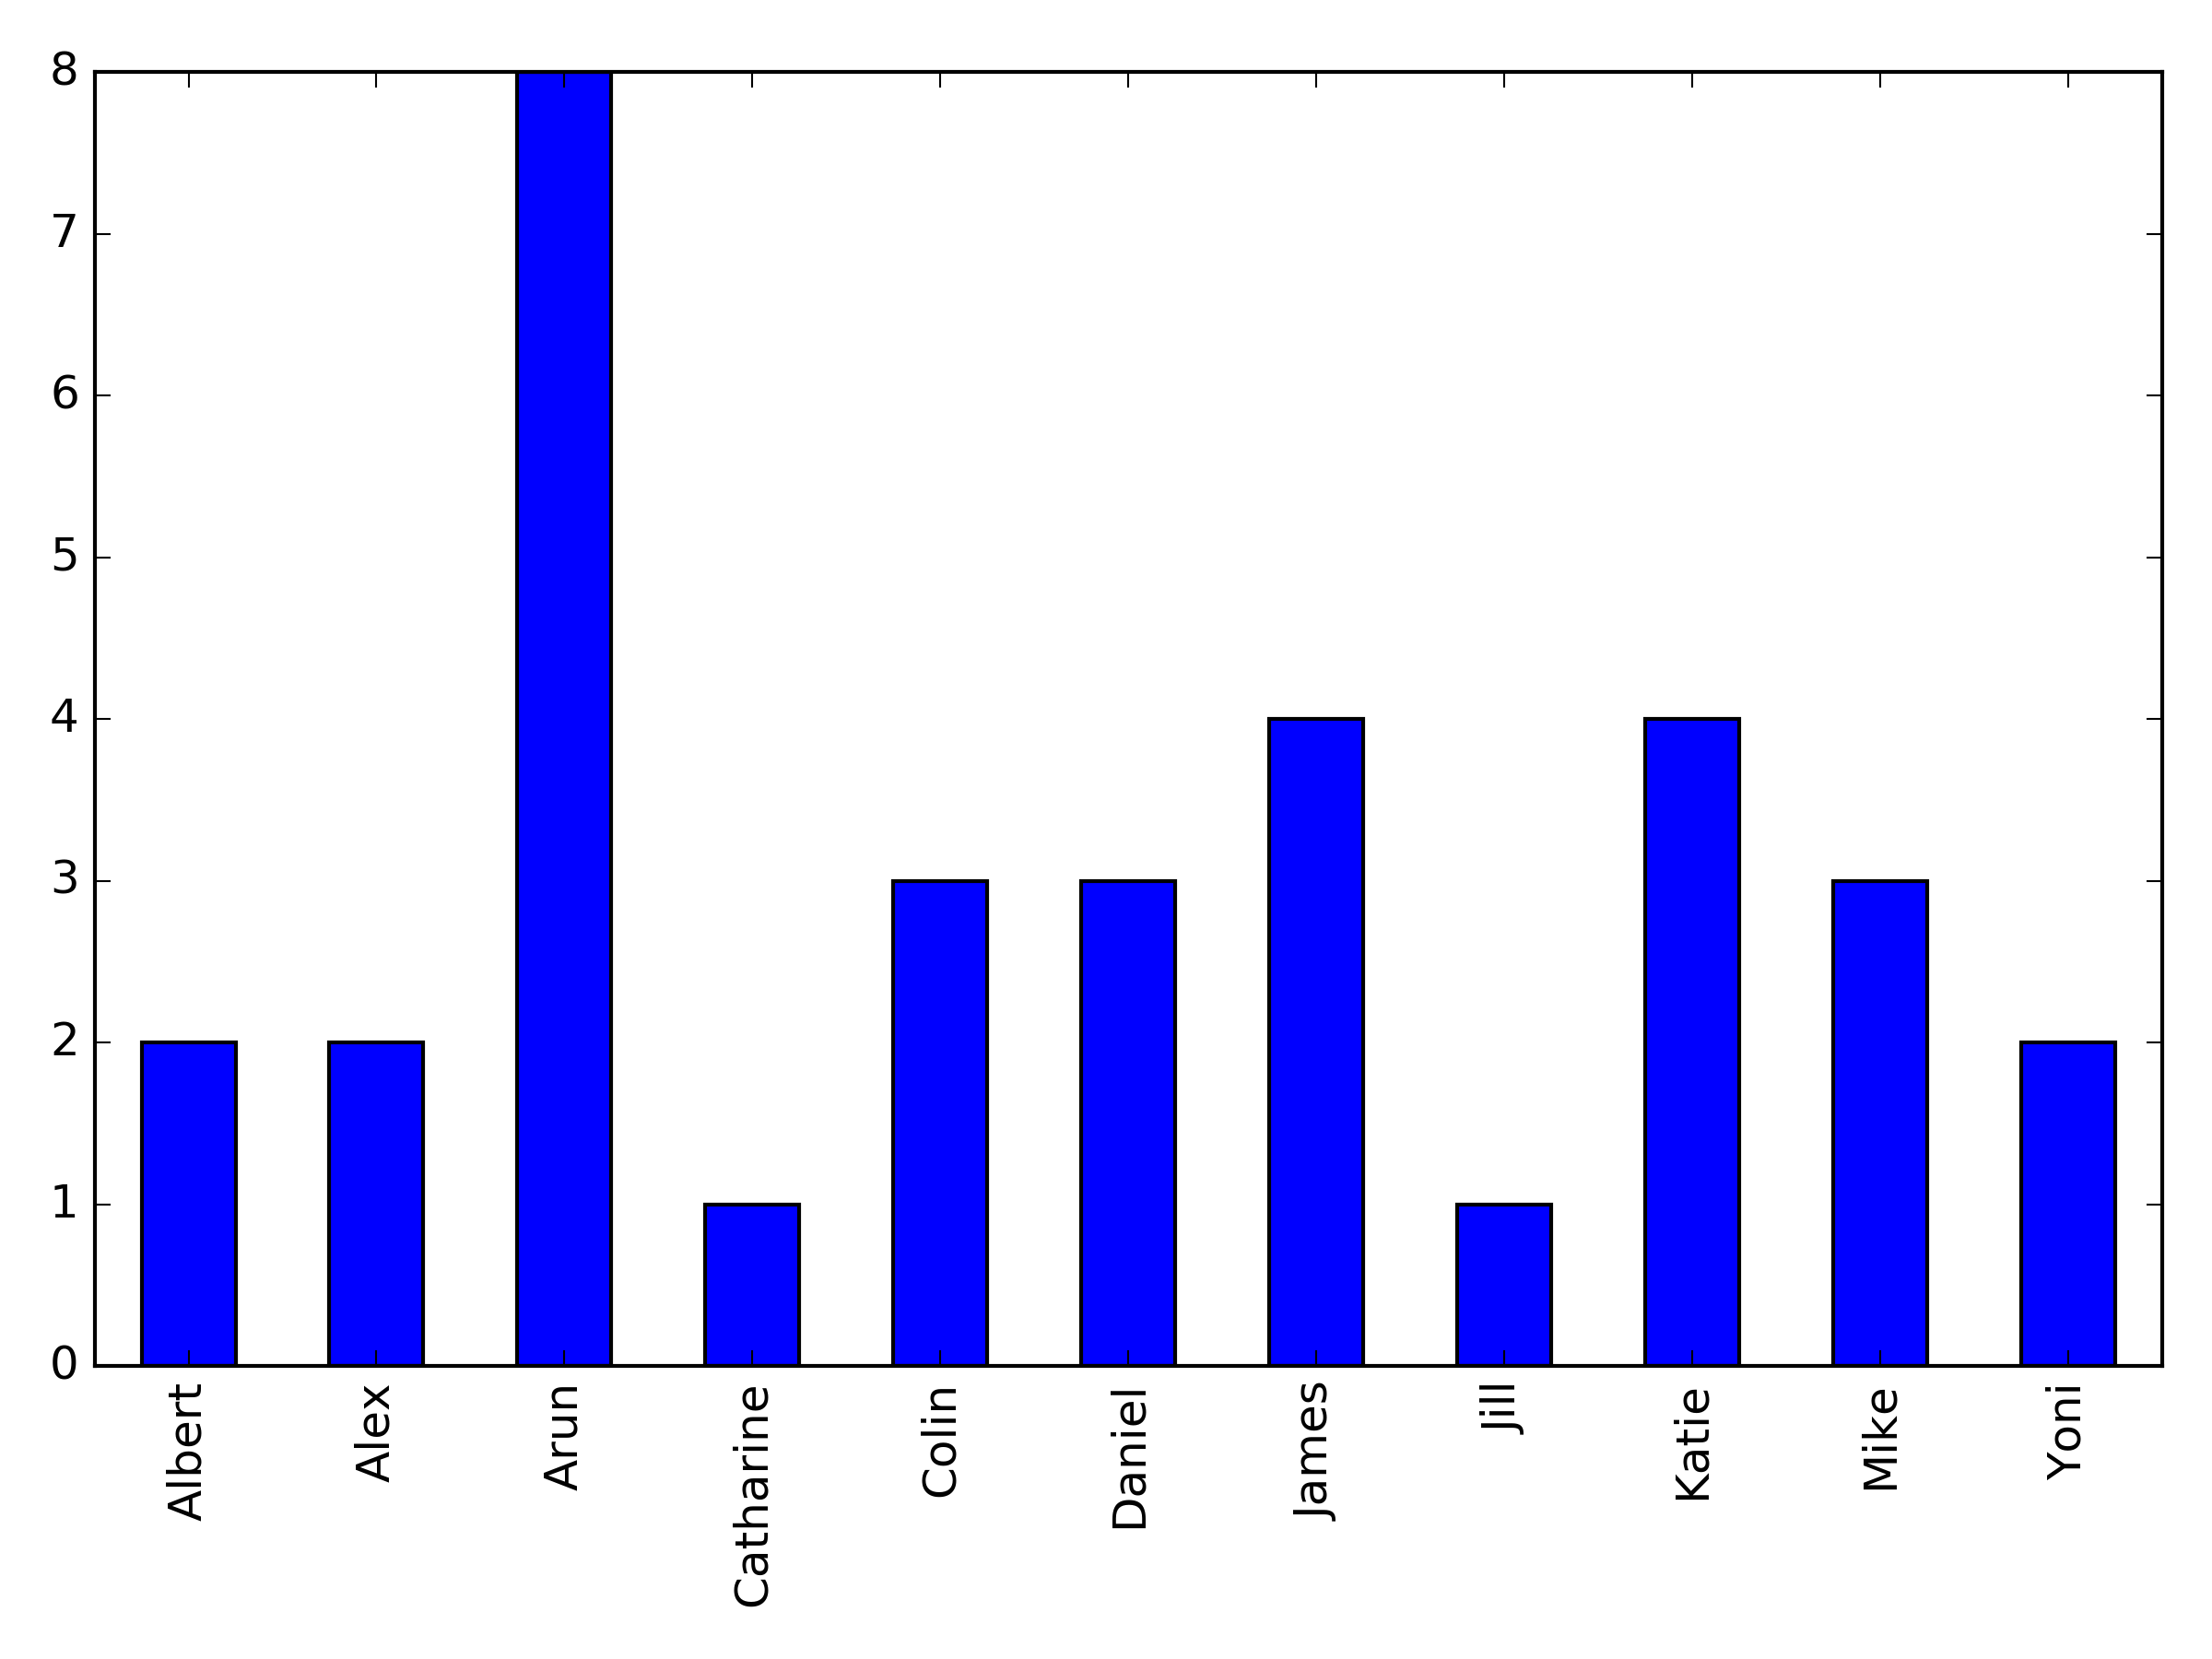 8
7
6
5
4
3
2
1
0
Albert
Alex
Arun
Catharine
Colin
Daniel
James
Jill
Katie
Mike
Yoni